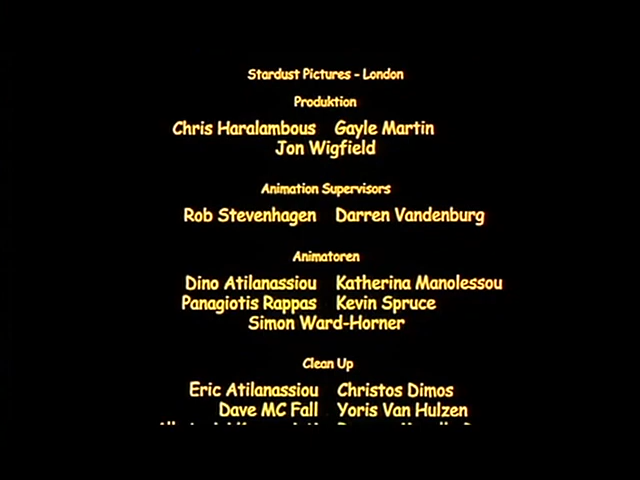 Stardust Pictures - London
Produktion
Chris Haralambous Gayle Martin
Jon Wigfield
Animation Supervisors
Rob Stevenhagen Darren Vandenburg
Animatoren
Dino Atilanassiou Katherina Manolessou
Panagiotis Rappas Kevin Spruce
Simon Ward-Horner
Clean Up
Eric Atilanassiou Christos Dimos
Dave MC Fall Yoris Van Hulzen